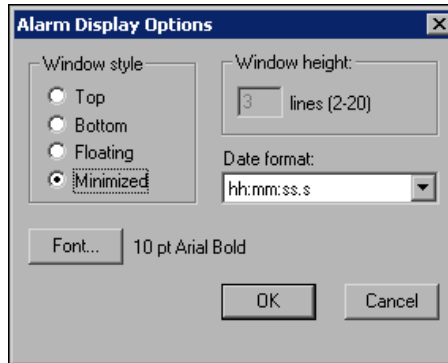 Alarm Display Options
Window style
Top
Bottom
Floating
Minimized
Window height:
3 lines (2-20)
Date format:
hh:mm:ss.s
Font... 10 pt Arial Bold
OK Cancel